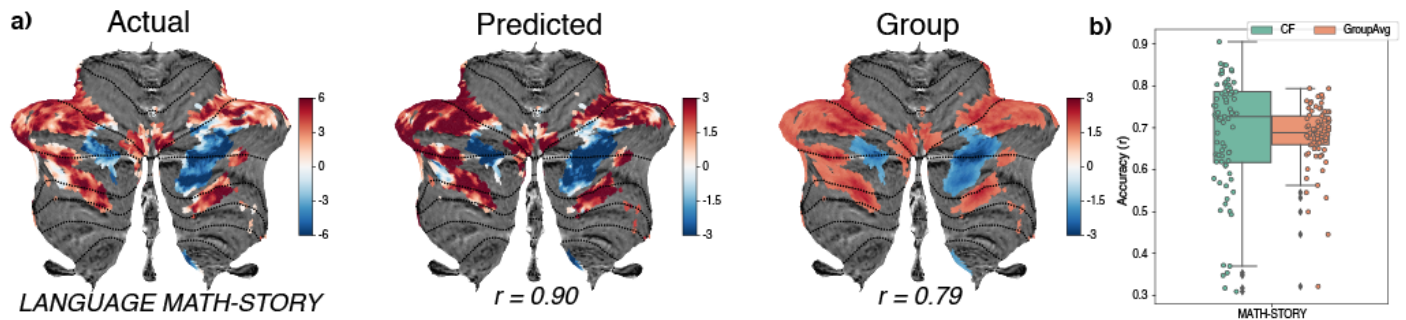 a)
Actual
Predicted
Group
b)
6
3
0
-3
-6
3
1.5
0
-1.5
-3
3
1.5
0
-1.5
-3
LANGUAGE MATH-STORY
r = 0.90
r = 0.79
CF
GroupAvg
Accuracy (r)
0.9
0.8
0.7
0.6
0.5
0.4
0.3
MATH-STORY